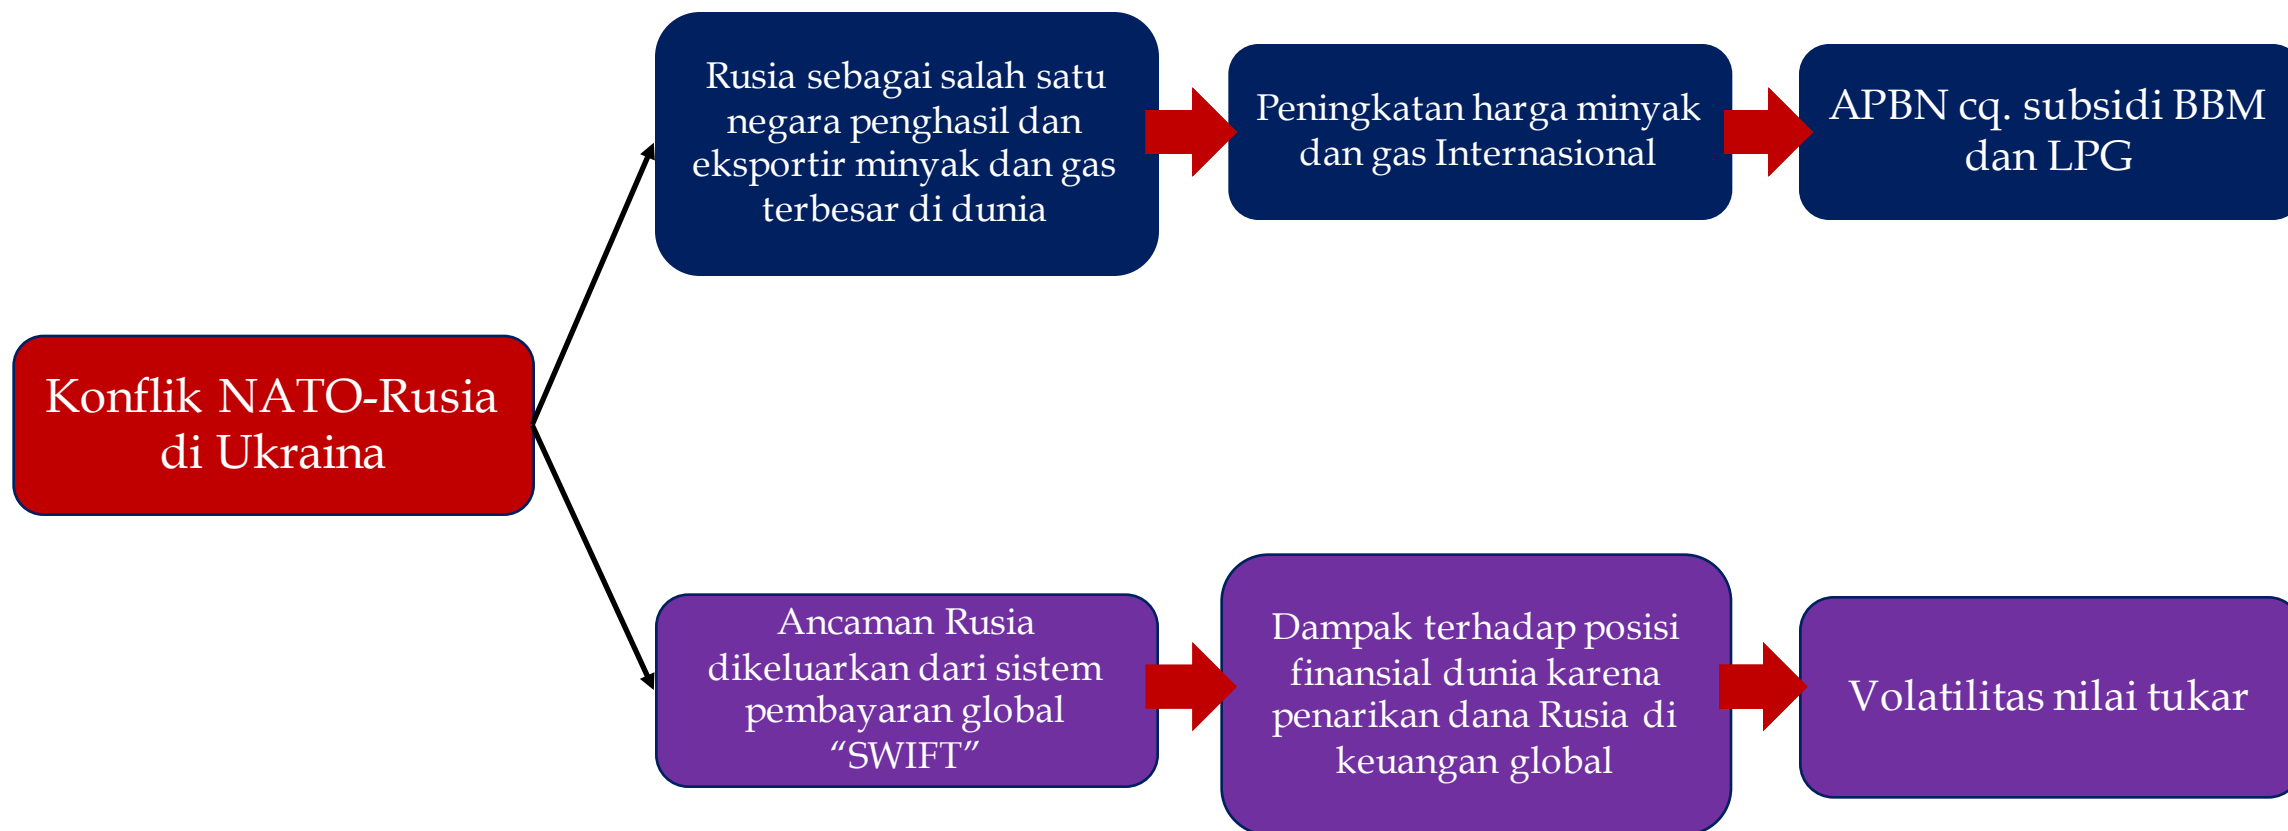 Rusia sebagai salah satu
negara penghasil dan
eksportir minyak dan gas
terbesar di dunia
Peningkatan harga minyak
dan gas Internasional
APBN cq. subsidi BBM
dan LPG
Konflik NATO-Rusia
di Ukraina
Ancaman Rusia
dikeluarkan dari sistem
pembayaran global
“SWIFT”
Dampak terhadap posisi
finansial dunia karena
penarikan dana Rusia di
keuangan global
Volatilitas nilai tukar